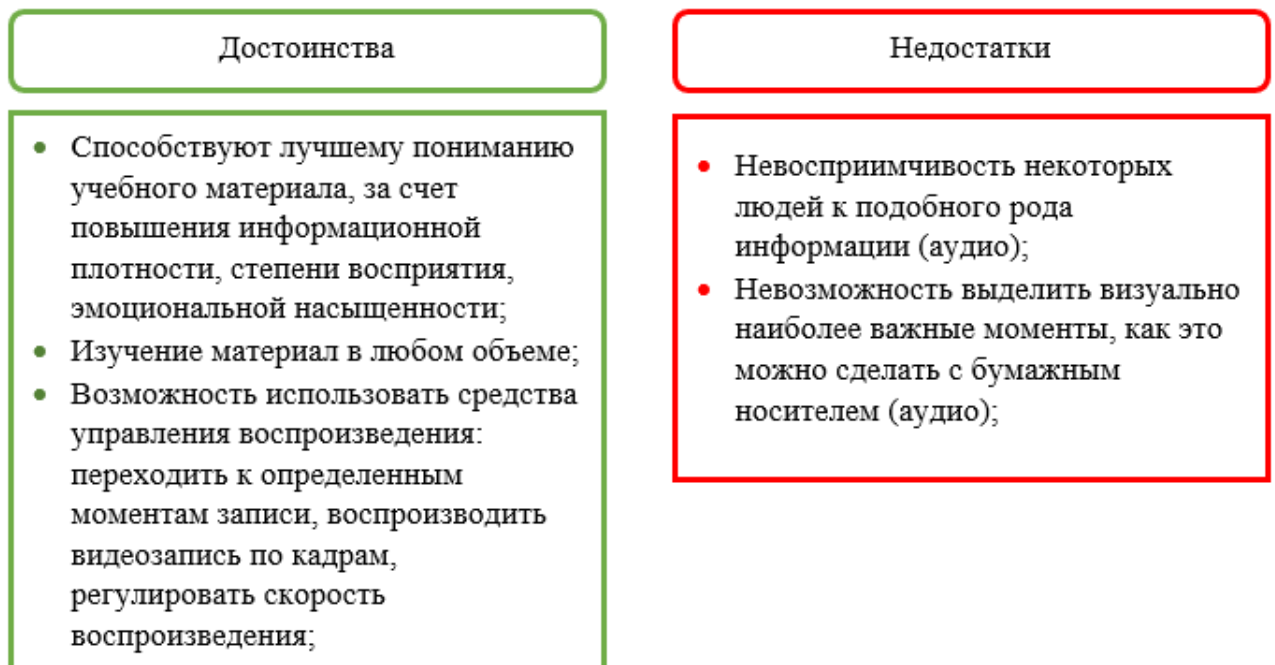 Достоинства
Способствуют лучшему пониманию
учебного материала, за счет
повышения информационной
плотности, степени восприятия,
эмоциональной насыщенности;
Изучение материал в любом объеме;
Возможность использовать средства
управления воспроизведения:
переходить к определенным
моментам записи, воспроизводить
видеозапись по кадрам,
регулировать скорость
воспроизведения;
Недостатки
Невосприимчивость некоторых
людей к подобного рода
информации (аудио);
Невозможность выделить визуально
наиболее важные моменты, как это
можно сделать с бумажным
носителем (аудио);